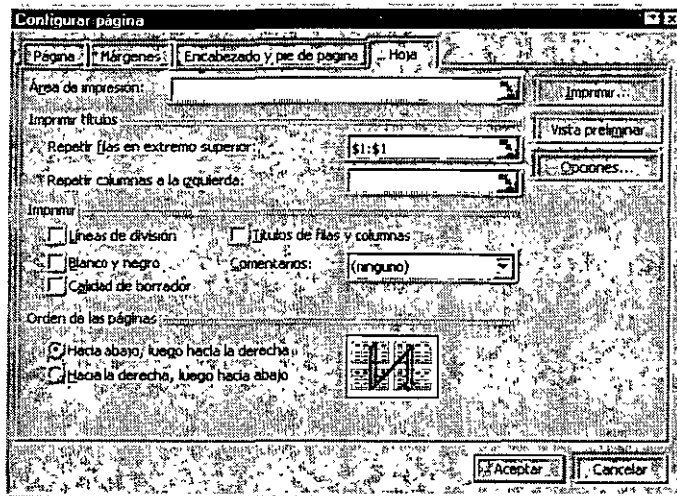 Configurar página
Página Márgenes Encabezado y pie de pagina Hoja
Área de impresión:
Imprimir...
Imprimir títulos
Vista preliminar
Repetir filas en extremo superior: $1:$1
Opciones...
Repetir columnas a la izquierda:
Imprimir
Líneas de división Títulos de filas y columnas
Blanco y negro Comentarios: (ninguno)
Calidad de borrador
Orden de las páginas
Hacia abajo, luego hacia la derecha
Hacia la derecha, luego hacia abajo
Aceptar Cancelar